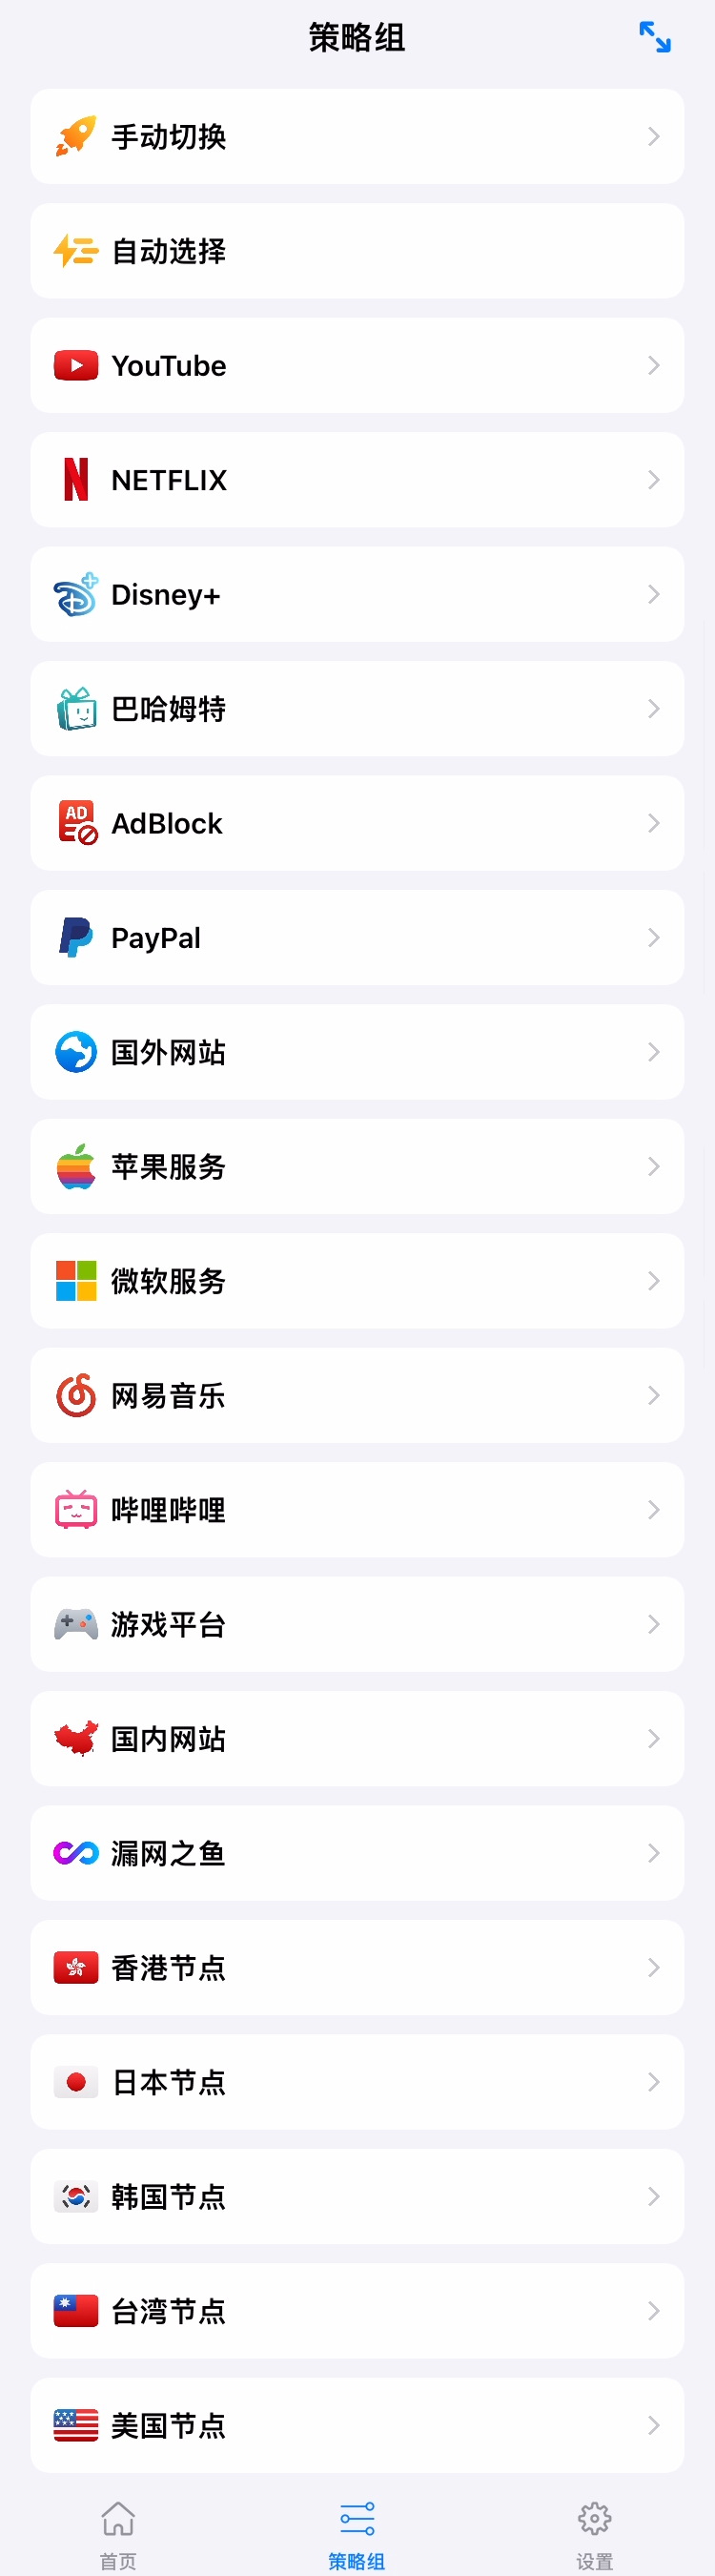 策略组
手动切换
自动选择
YouTube
NETFLIX
Disney+
巴哈姆特
AD
AdBlock
PayPal
国外网站
苹果服务
微软服务
网易音乐
哔哩哔哩
游戏平台
国内网站
漏网之鱼
香港节点
日本节点
韩国节点
台湾节点
美国节点
首页
策略组
设置